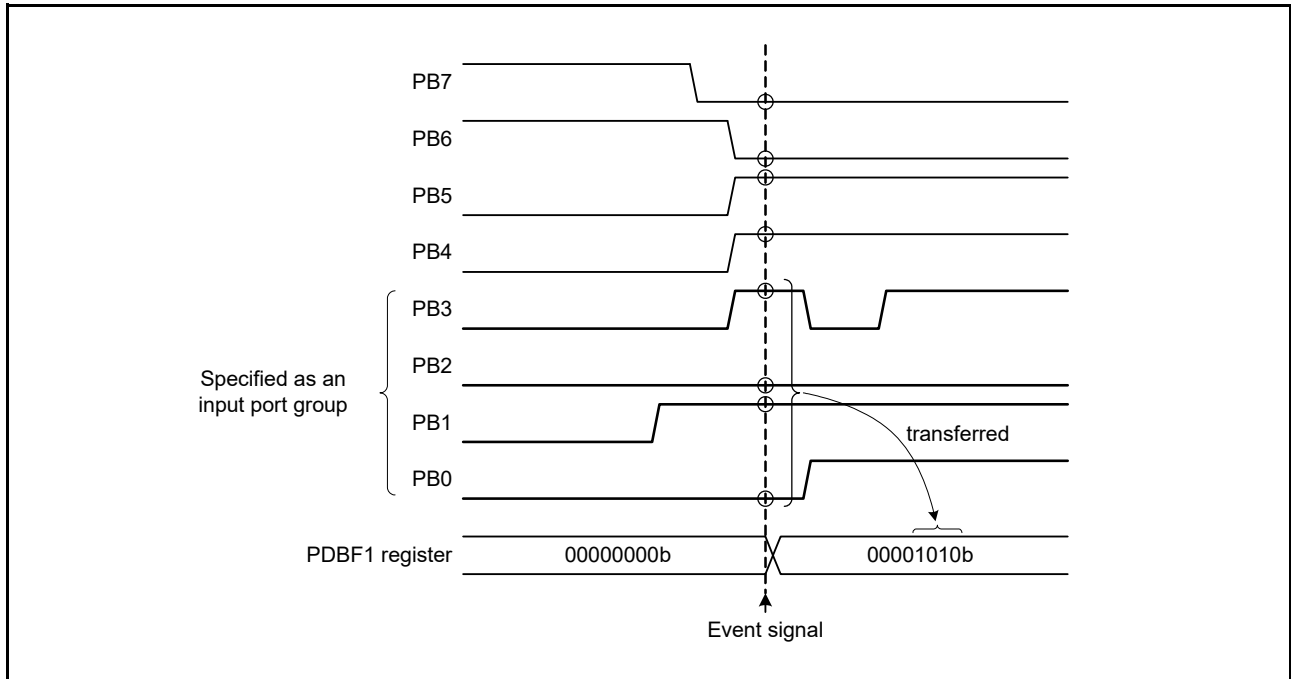 PB7
PB6
PB5
PB4
PB3
PB2
Specified as an
input port group
PB1
transferred
PB0
PDBF1 register
00000000b
00001010b
Event signal